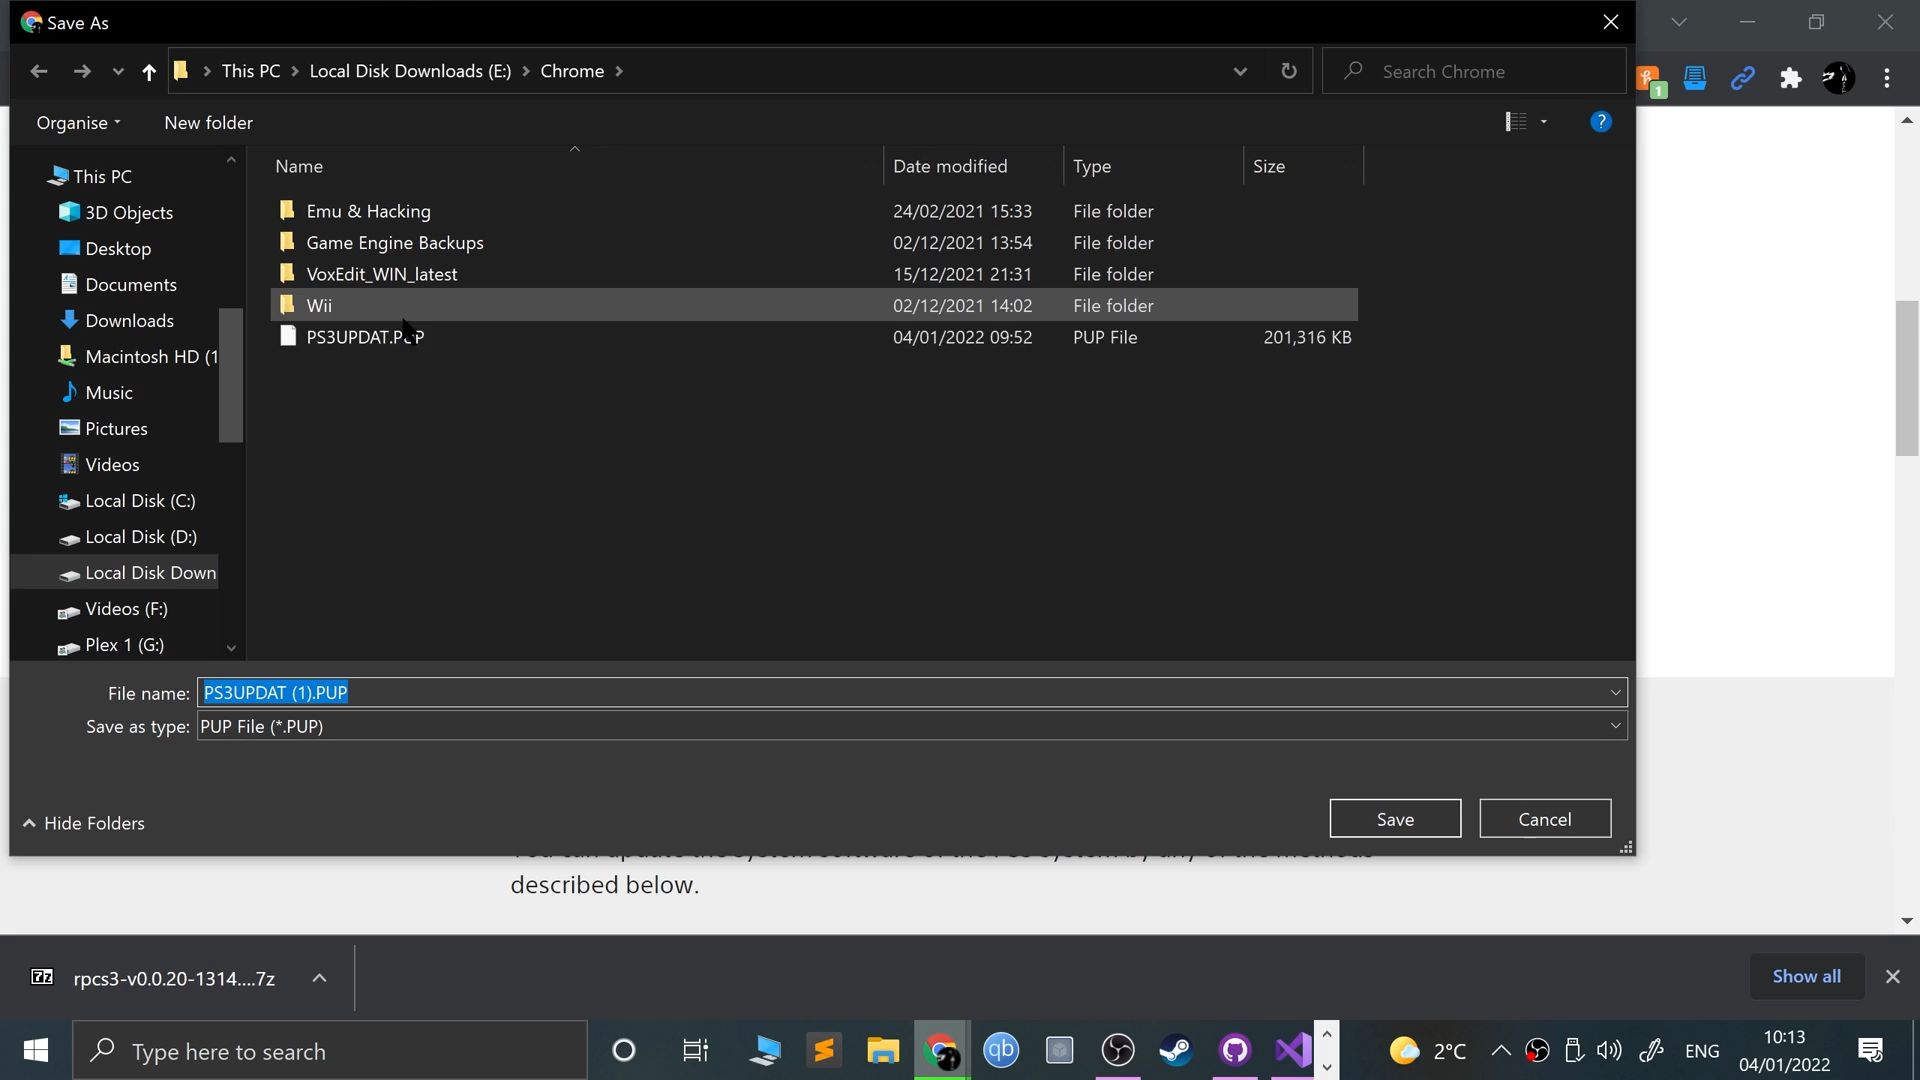 Save As
This PC > Local Disk Downloads (E:) > Chrome >
Search Chrome
1
Organise
New folder
?
Name Date modified Type Size
This PC
3D Objects
Desktop
Documents
Downloads
Macintosh HD (1
Music
Pictures
Videos
Local Disk (C:)
Local Disk (D:)
Local Disk Down
Videos (F:)
Plex 1 (G:)
Emu & Hacking 24/02/2021 15:33 File folder
Game Engine Backups 02/12/2021 13:54 File folder
VoxEdit_WIN_latest 15/12/2021 21:31 File folder
Wii 02/12/2021 14:02 File folder
PS3UPDAT.PUP 04/01/2022 09:52 PUP File 201,316 KB
File name: PS3UPDAT (1).PUP
Save as type: PUP File (*.PUP)
Hide Folders
Save
Cancel
described below.
7z rpcs3-v0.0.20-1314....7z
Show all
Type here to search
qb
2°C
ENG
10:13
04/01/2022